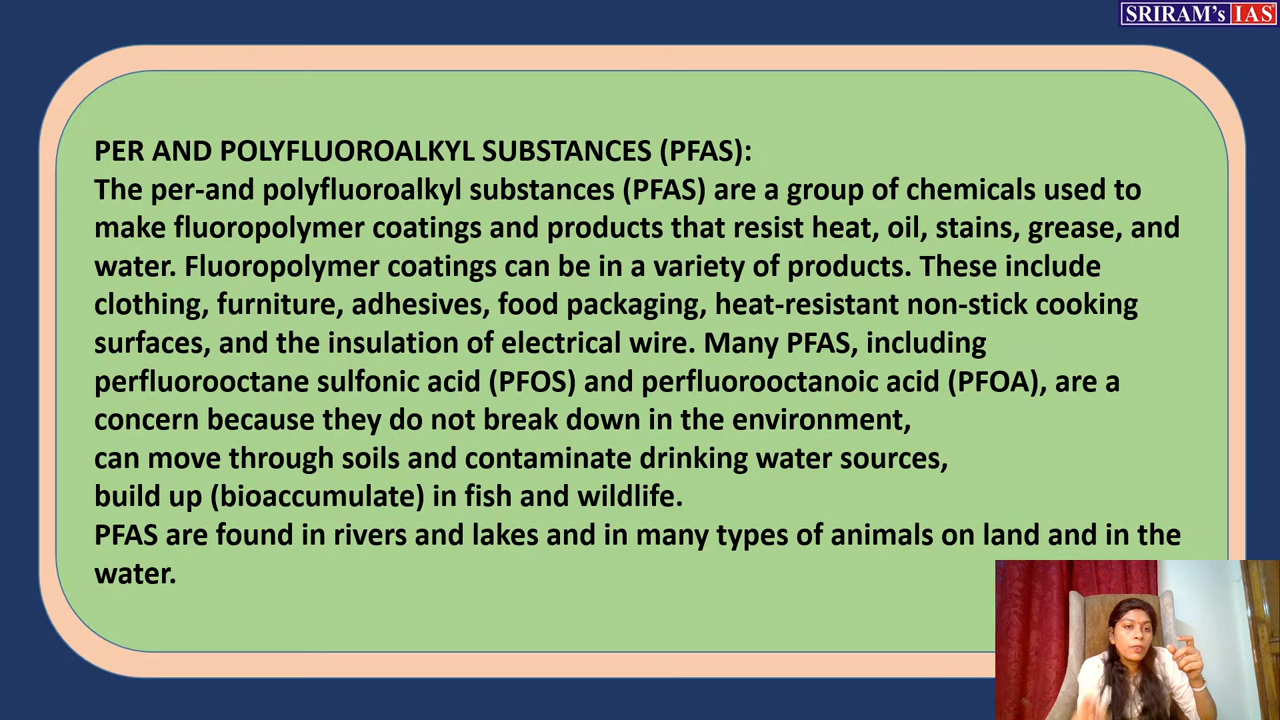 SRIRAM's IAS
PER AND POLYFLUOROALKYL SUBSTANCES (PFAS):
The per-and polyfluoroalkyl substances (PFAS) are a group of chemicals used to
make fluoropolymer coatings and products that resist heat, oil, stains, grease, and
water. Fluoropolymer coatings can be in a variety of products. These include
clothing, furniture, adhesives, food packaging, heat-resistant non-stick cooking
surfaces, and the insulation of electrical wire. Many PFAS, including
perfluorooctane sulfonic acid (PFOS) and perfluorooctanoic acid (PFOA), are a
concern because they do not break down in the environment,
can move through soils and contaminate drinking water sources,
build up (bioaccumulate) in fish and wildlife.
PFAS are found in rivers and lakes and in many types of animals on land and in the
water.